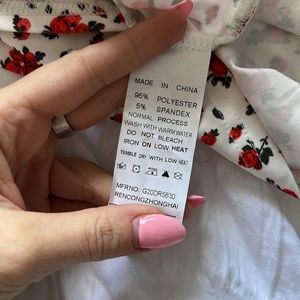 MADE IN CHINA
95% POLYESTER
5% SPANDEX
NORMAL PROCESS
WASH WITH WARM WATER
DO NOT BLEACH
IRON ON LOW HEAT
TUMBLE DRY WITH LOW HEAT
MFRNO: G20DR5630
RENCONGZHONGHAI